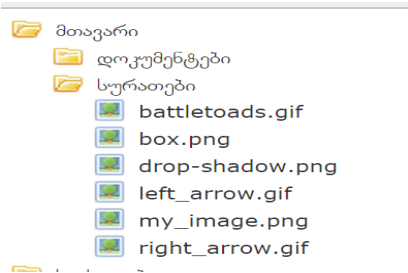 მთავარი
დოკუმენტები
სურათები
battletoads.gif
box.png
drop-shadow.png
left_arrow.gif
my_image.png
right_arrow.gif